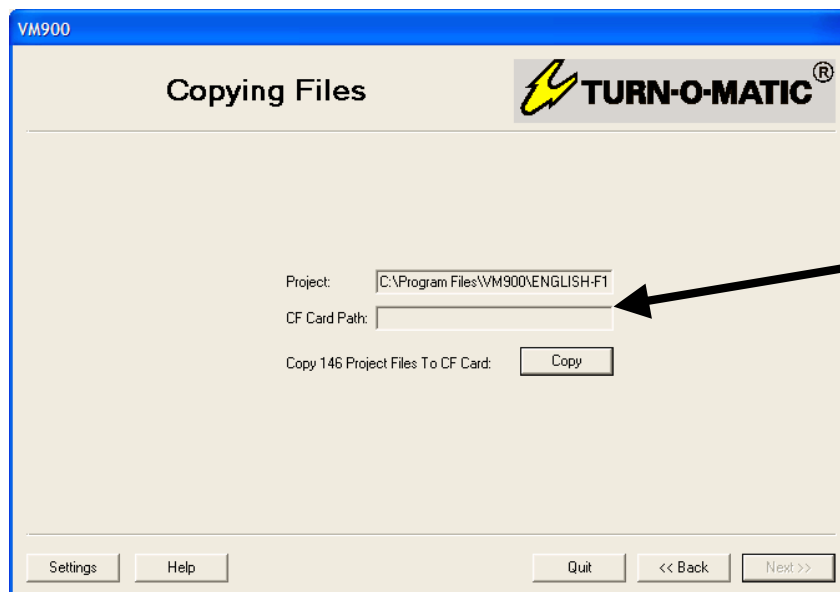 VM900
Copying Files
TURN-O-MATIC®
Project: C:\Program Files\VM900\ENGLISH-F1
CF Card Path:
Copy 146 Project Files To CF Card: Copy
Settings Help Quit << Back Next >>